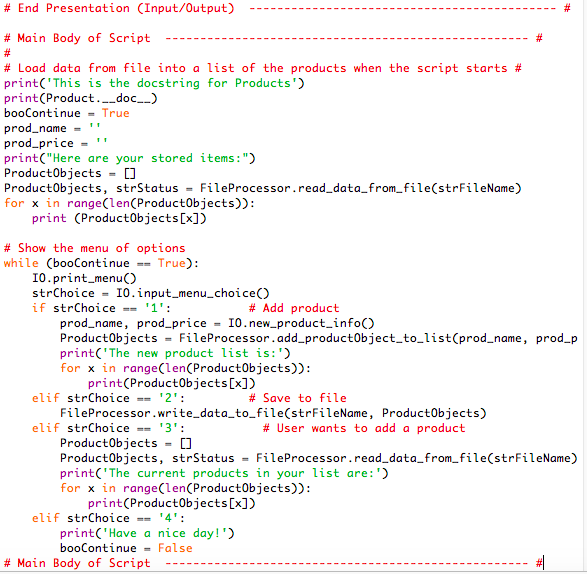 # End Presentation (Input/Output)  -------------------------------------------- #
# Main Body of Script  ---------------------------------------------------- #
#
# Load data from file into a list of the products when the script starts #
print('This is the docstring for Products')
print(Product.__doc__)
booContinue = True
prod_name = ''
prod_price = ''
print("Here are your stored items:")
ProductObjects = []
ProductObjects, strStatus = FileProcessor.read_data_from_file(strFileName)
for x in range(len(ProductObjects)):
    print (ProductObjects[x])
# Show the menu of options
while (booContinue == True):
    IO.print_menu()
    strChoice = IO.input_menu_choice()
    if strChoice == '1':           # Add product
        prod_name, prod_price = IO.new_product_info()
        ProductObjects = FileProcessor.add_productObject_to_list(prod_name, prod_p
        print('The new product list is:')
        for x in range(len(ProductObjects)):
            print(ProductObjects[x])
    elif strChoice == '2':         # Save to file
        FileProcessor.write_data_to_file(strFileName, ProductObjects)
    elif strChoice == '3':           # User wants to add a product
        ProductObjects = []
        ProductObjects, strStatus = FileProcessor.read_data_from_file(strFileName)
        print('The current products in your list are:')
        for x in range(len(ProductObjects)):
            print(ProductObjects[x])
    elif strChoice == '4':
        print('Have a nice day!')
        booContinue = False
# Main Body of Script  ---------------------------------------------------- #